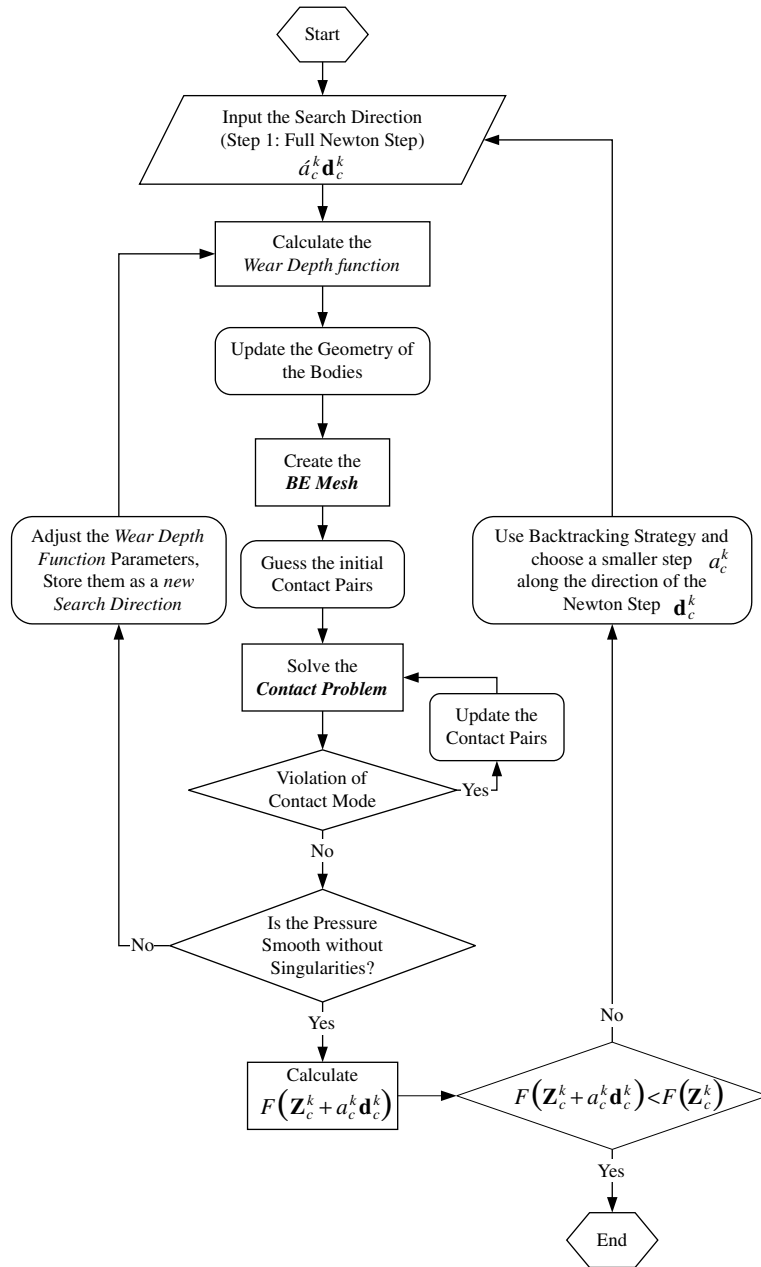 Start
Input the Search Direction
(Step 1: Full Newton Step)
á_c^k d_c^k
Calculate the
Wear Depth function
Update the Geometry of
the Bodies
Create the
BE Mesh
Adjust the Wear Depth
Function Parameters,
Store them as a new
Search Direction
Guess the initial
Contact Pairs
Use Backtracking Strategy and
choose a smaller step a_c^k
along the direction of the
Newton Step d_c^k
Solve the
Contact Problem
Update the
Contact Pairs
Violation of
Contact Mode
Yes
No
Is the Pressure
Smooth without
Singularities?
No
Yes
Calculate
F(Z_c^k + a_c^k d_c^k)
No
F(Z_c^k + a_c^k d_c^k) < F(Z_c^k)
Yes
End